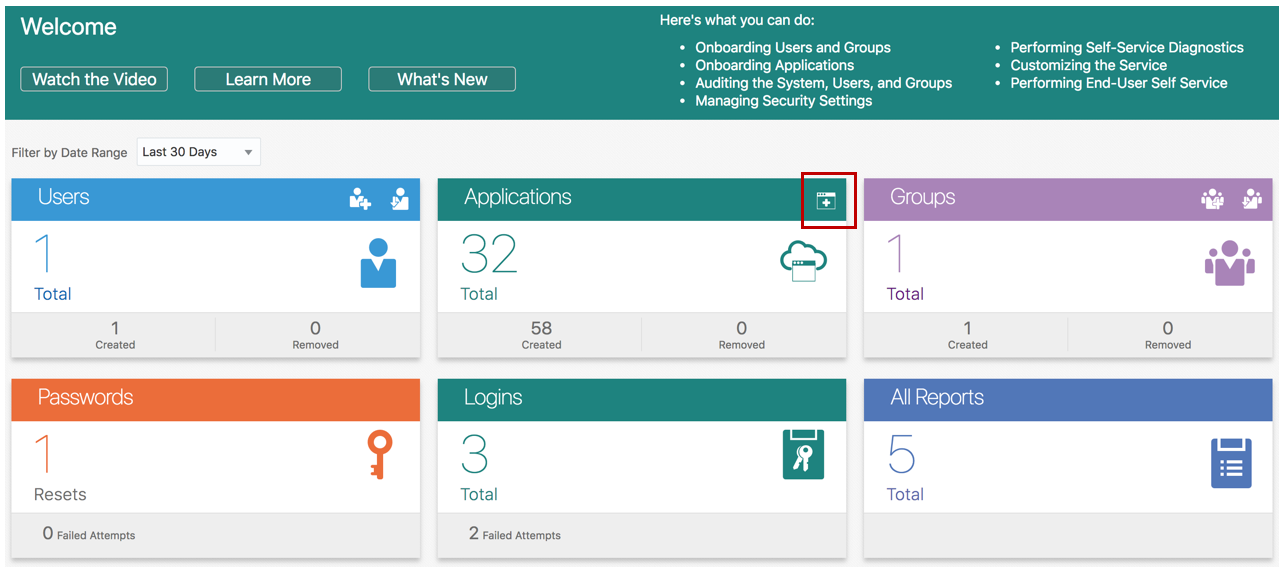 Welcome
Watch the Video
Learn More
What's New
Here's what you can do:
• Onboarding Users and Groups
• Onboarding Applications
• Auditing the System, Users, and Groups
• Managing Security Settings
• Performing Self-Service Diagnostics
• Customizing the Service
• Performing End-User Self Service
Filter by Date Range
Last 30 Days
Users
1
Total
1
Created
0
Removed
Applications
32
Total
58
Created
0
Removed
Groups
1
Total
1
Created
0
Removed
Passwords
1
Resets
0 Failed Attempts
Logins
3
Total
2 Failed Attempts
All Reports
5
Total